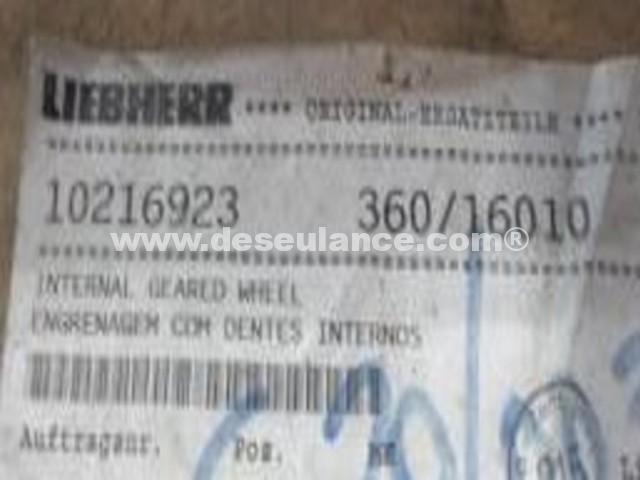 LIEBHERR **** ORIGINAL-ERSATZTEILE ****
10216923 360/16010
www.deseulance.com®
INTERNAL GEARED WHEEL
ENGRENAGEM COM DENTES INTERNOS
Auftragsnr. Pos.